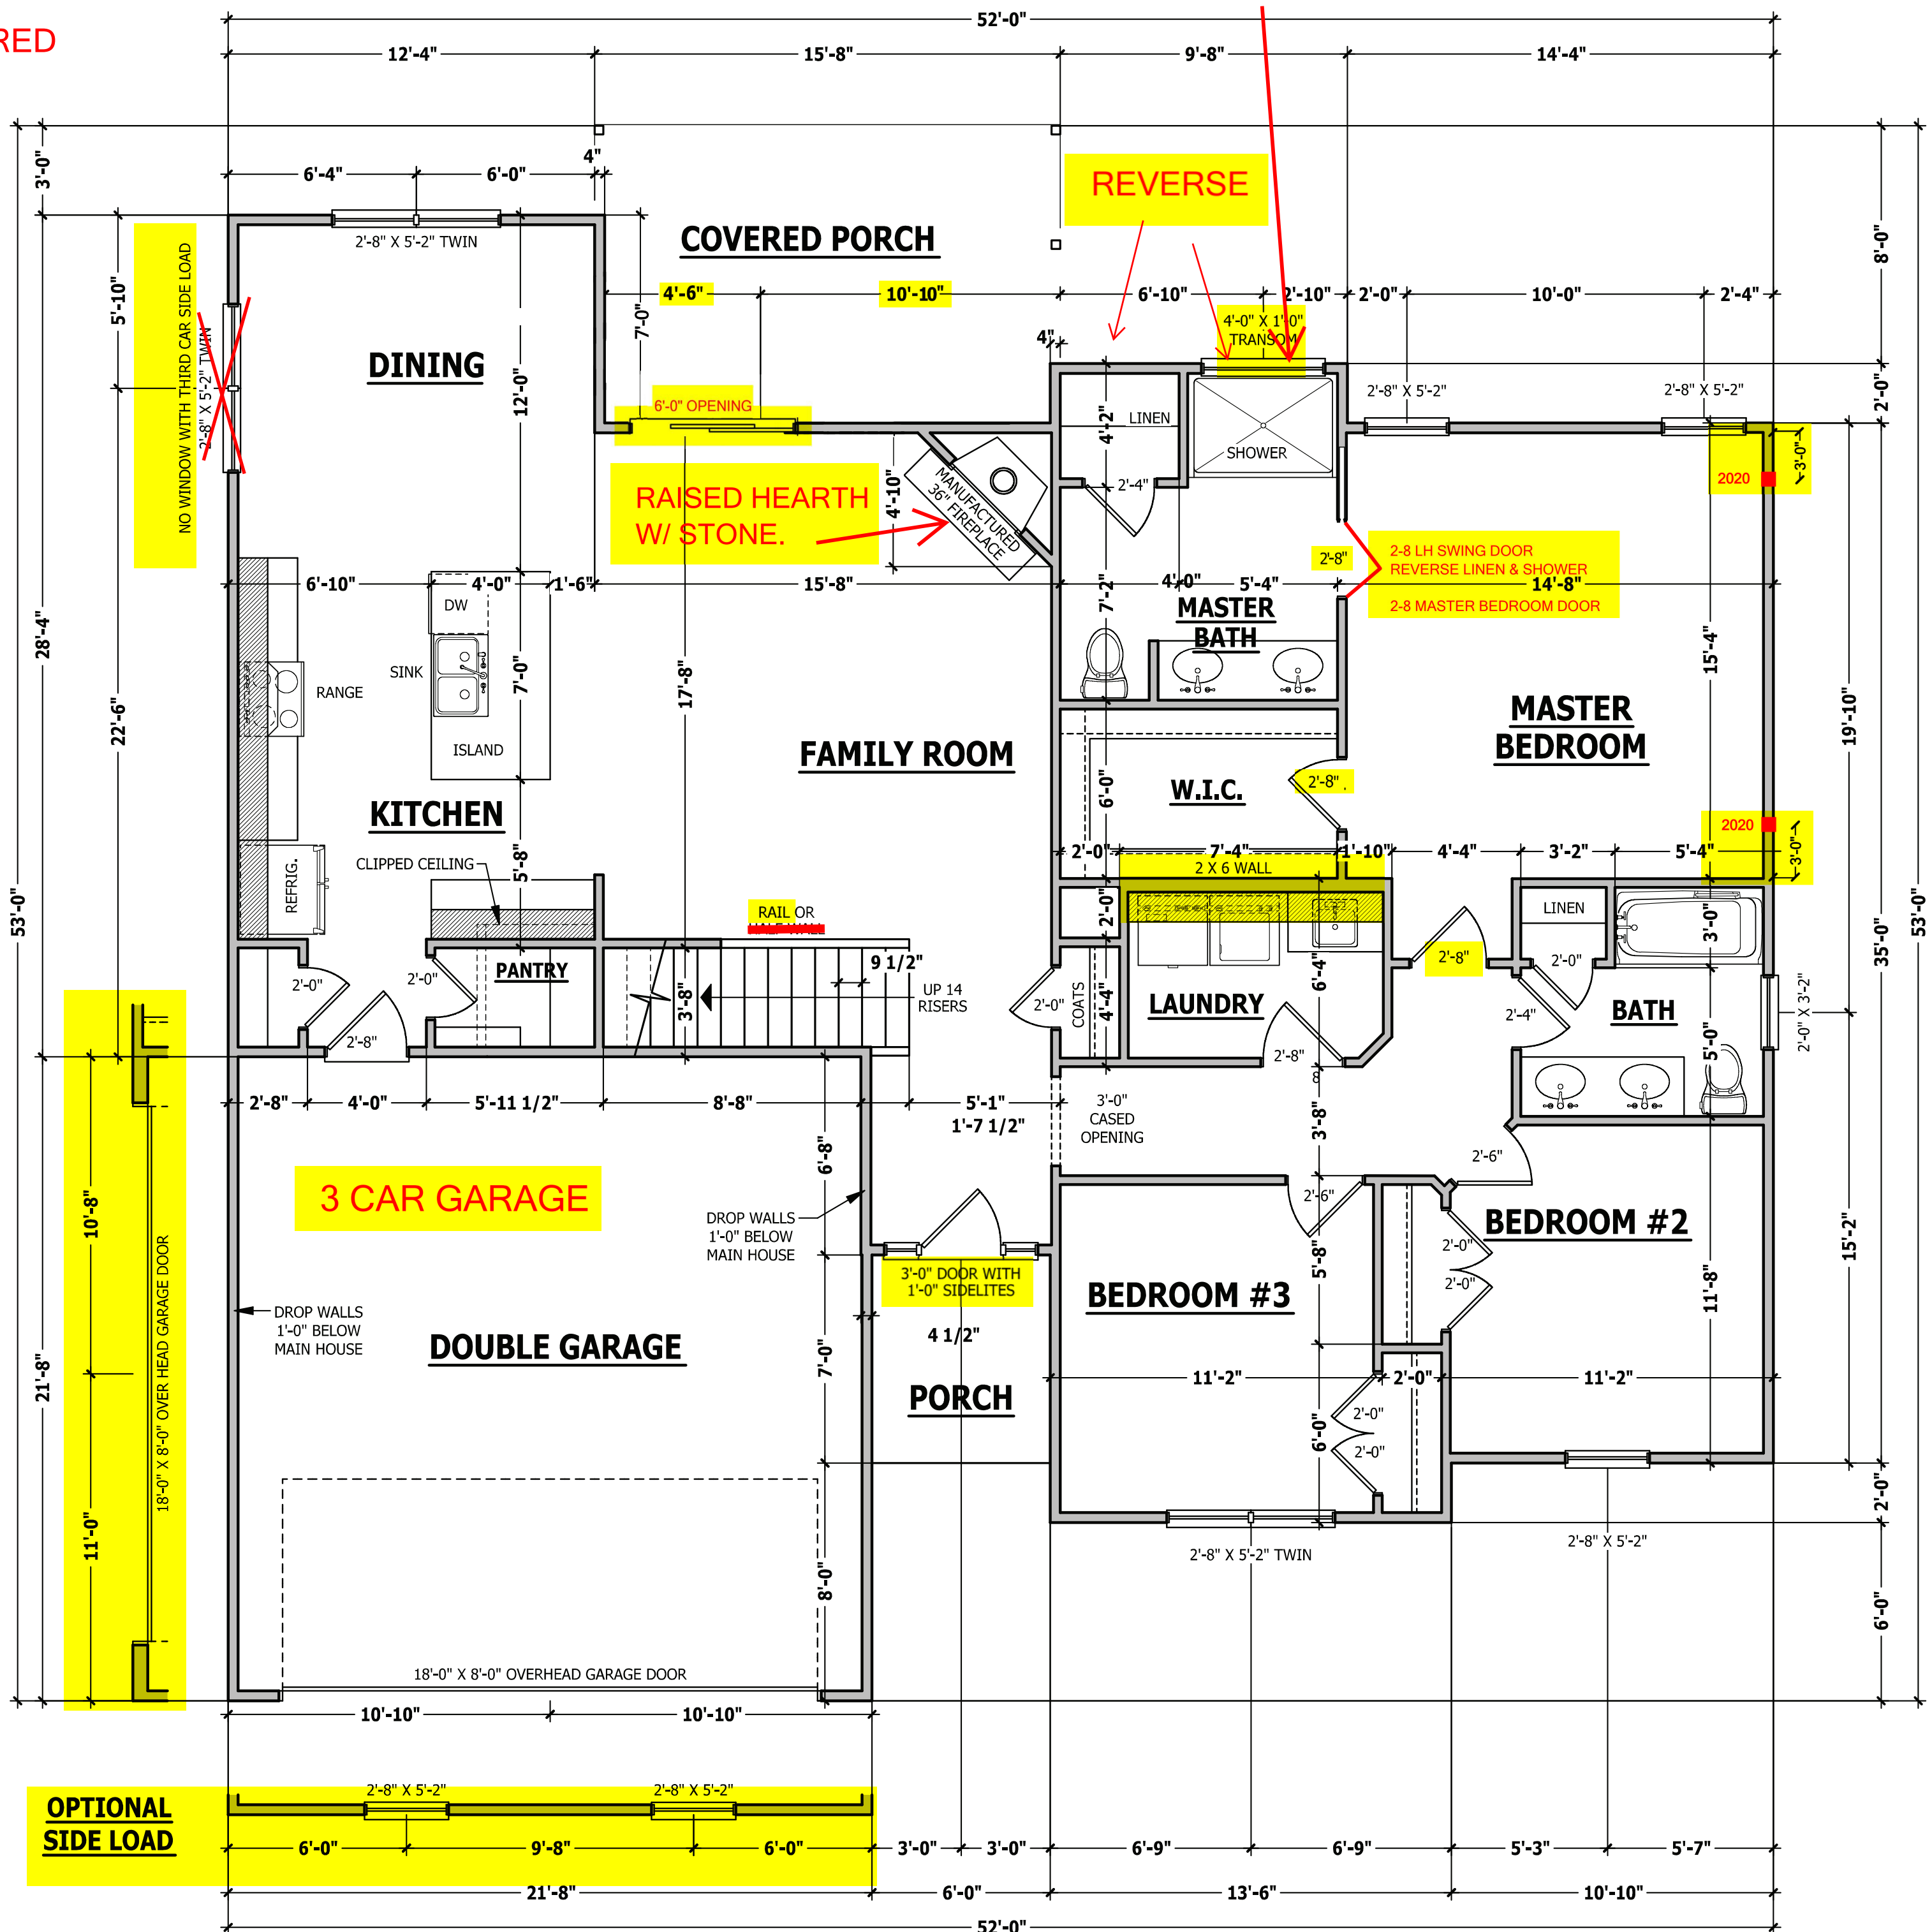 52'-0"
RED
12'-4"
15'-8"
9'-8"
14'-4"
3'-0"
4"
6'-4"
6'-0"
REVERSE
2'-8" X 5'-2" TWIN
COVERED PORCH
8'-0"
NO WINDOW WITH THIRD CAR SIDE LOAD
5'-10"
2'-8" X 5'-2" TWIN
4'-6"
10'-10"
6'-10"
2'-10"
2'-0"
10'-0"
2'-4"
7'-0"
4'-0" X 1'-0"
TRANSOM
4"
DINING
12'-0"
2'-8" X 5'-2"
2'-8" X 5'-2"
2'-0"
6'-0" OPENING
4'-2"
LINEN
SHOWER
3'-0"
2020
RAISED HEARTH
W/ STONE.
4'-10"
MANUFACTURED
36" FIREPLACE
2'-4"
2'-8"
2-8 LH SWING DOOR
REVERSE LINEN & SHOWER
2-8 MASTER BEDROOM DOOR
6'-10"
4'-0"
1'-6"
15'-8"
4'-0"
5'-4"
14'-8"
7'-2"
DW
MASTER
BATH
28'-4"
15'-4"
SINK
RANGE
7'-0"
17'-8"
22'-6"
ISLAND
FAMILY ROOM
MASTER
BEDROOM
19'-10"
W.I.C.
6'-0"
2'-8"
KITCHEN
2020
3'-0"
CLIPPED CEILING
5'-8"
REFRIG.
2'-0"
7'-4"
1'-10"
4'-4"
3'-2"
5'-4"
2 X 6 WALL
53'-0"
53'-0"
35'-0"
RAIL OR
2'-0"
LINEN
3'-0"
9 1/2"
2'-8"
2'-0"
PANTRY
2'-0"
2'-0"
3'-8"
UP 14
RISERS
2'-0"
COATS
4'-4"
6'-4"
LAUNDRY
2'-4"
BATH
2'-0" X 3'-2"
2'-8"
2'-8"
5'-0"
8
2'-8"
4'-0"
5'-11 1/2"
8'-8"
5'-1"
1'-7 1/2"
3'-0"
CASED
OPENING
3'-8"
6'-8"
10'-8"
3 CAR GARAGE
2'-6"
2'-6"
DROP WALLS
1'-0" BELOW
MAIN HOUSE
BEDROOM #2
2'-0"
2'-0"
15'-2"
5'-8"
3'-0" DOOR WITH
1'-0" SIDELITES
BEDROOM #3
11'-8"
18'-0" X 8'-0" OVER HEAD GARAGE DOOR
DROP WALLS
1'-0" BELOW
MAIN HOUSE
4 1/2"
DOUBLE GARAGE
7'-0"
21'-8"
PORCH
11'-2"
2'-0"
11'-2"
2'-0"
2'-0"
6'-0"
11'-0"
2'-0"
2'-8" X 5'-2" TWIN
2'-8" X 5'-2"
8'-0"
6'-0"
18'-0" X 8'-0" OVERHEAD GARAGE DOOR
10'-10"
10'-10"
2'-8" X 5'-2"
2'-8" X 5'-2"
OPTIONAL
SIDE LOAD
6'-0"
9'-8"
6'-0"
3'-0"
3'-0"
6'-9"
6'-9"
5'-3"
5'-7"
21'-8"
6'-0"
13'-6"
10'-10"
52'-0"